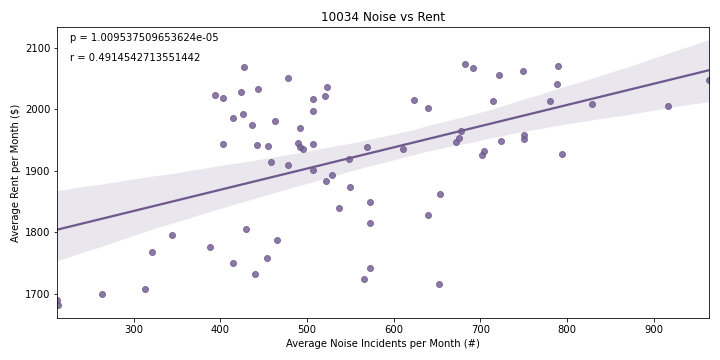 10034 Noise vs Rent
p = 1.009537509653624e-05
r = 0.4914542713551442
2100
2000
1900
1800
1700
Average Rent per Month ($)
300 400 500 600 700 800 900
Average Noise Incidents per Month (#)